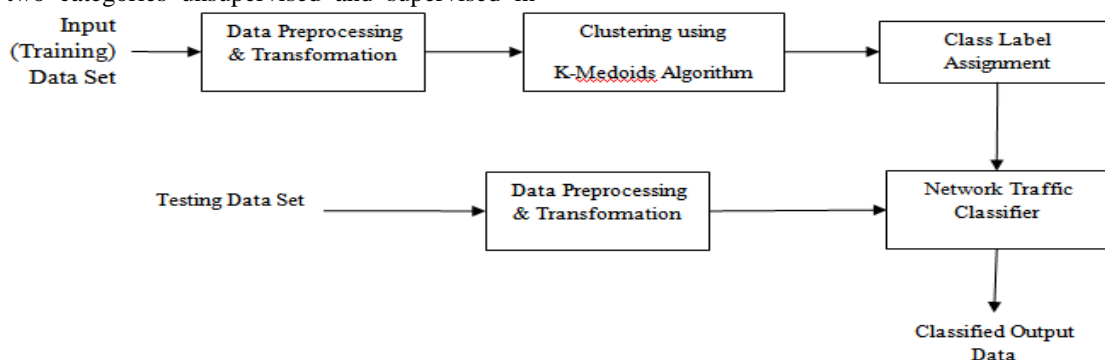 two categories unsupervised and supervised in
Input
(Training)
Data Set
Data Preprocessing
& Transformation
Clustering using
K-Medoids Algorithm
Class Label
Assignment
Testing Data Set
Data Preprocessing
& Transformation
Network Traffic
Classifier
Classified Output
Data